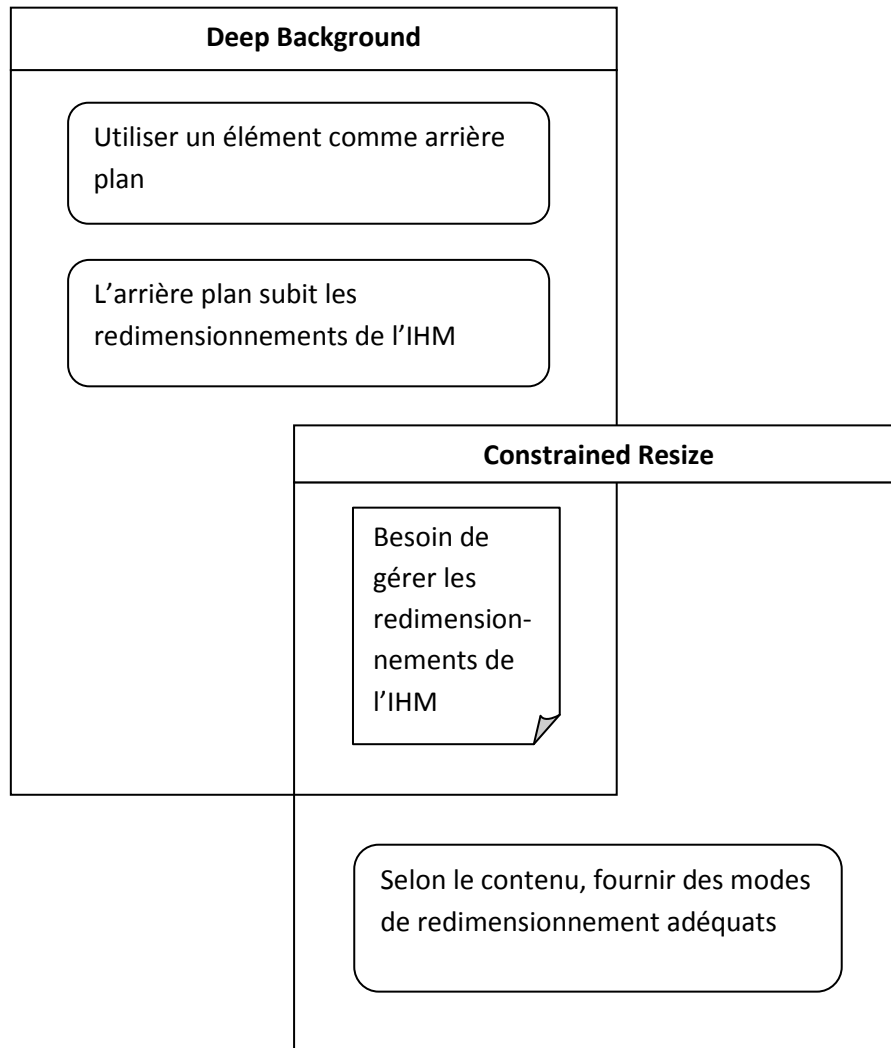 Deep Background
Utiliser un élément comme arrière
plan
L’arrière plan subit les
redimensionnements de l’IHM
Constrained Resize
Besoin de
gérer les
redimension-
nements de
l’IHM
Selon le contenu, fournir des modes
de redimensionnement adéquats